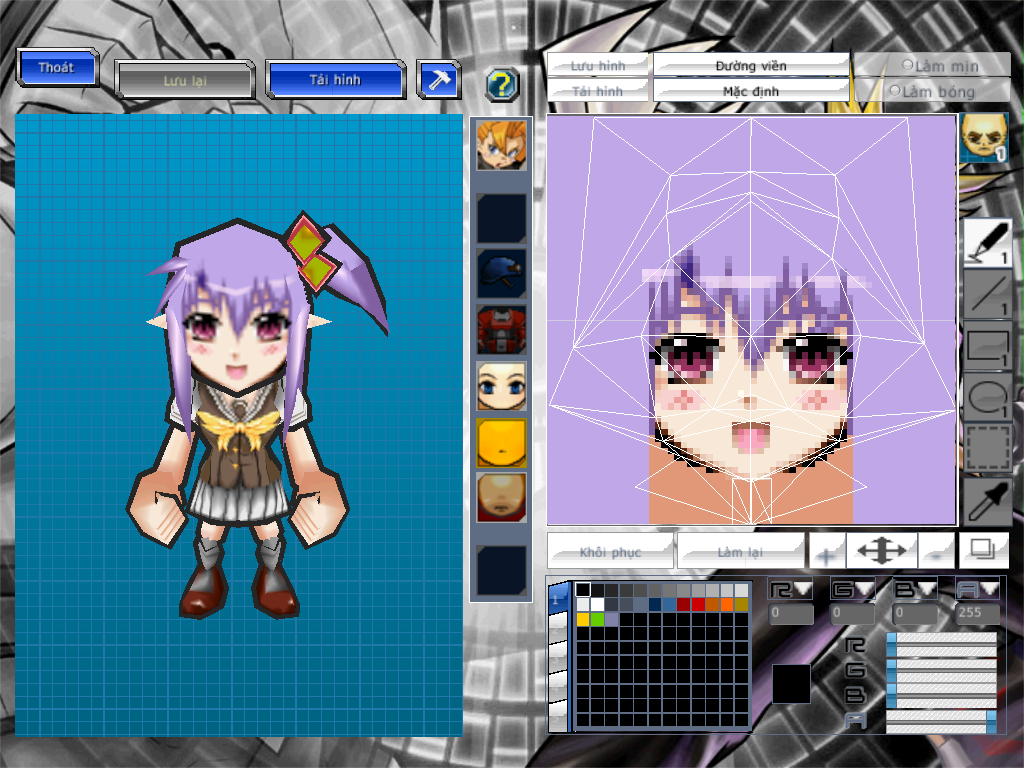 Thoát
Lưu lại
Tải hình
?
Lưu hình
Đường viền
Làm mịn
Tải hình
Mặc định
Làm bóng
1
1
1
1
1
Khôi phục
Làm lại
+
-
1
R
G
B
A
0
0
0
255
R
G
B
A